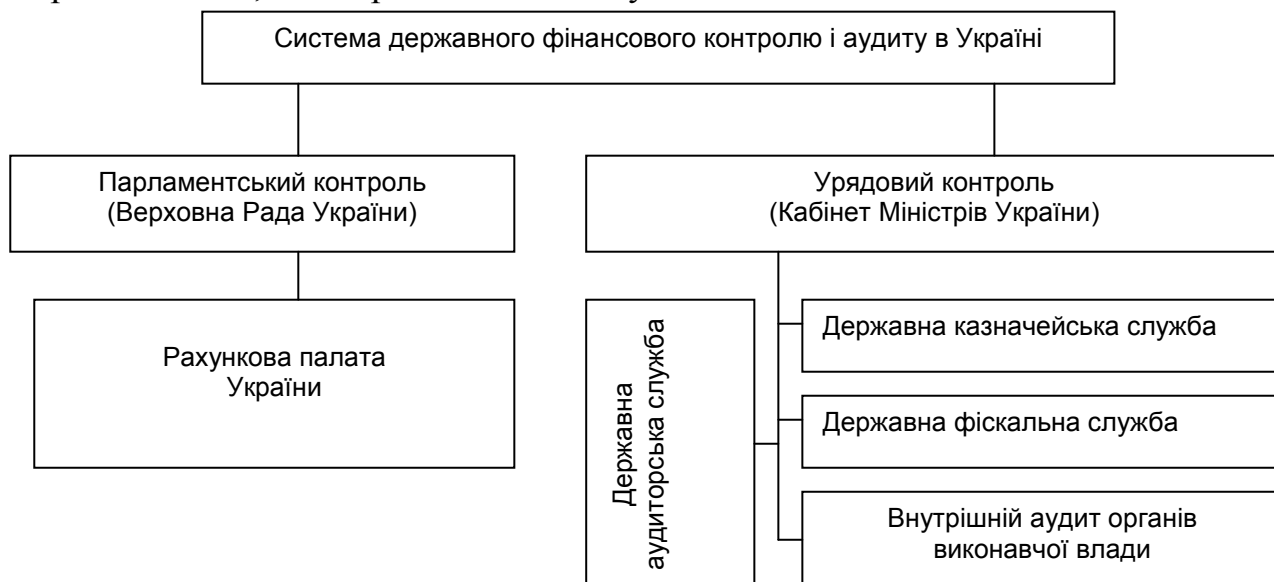 Система державного фінансового контролю і аудиту в Україні
Парламентський контроль
(Верховна Рада України)
Урядовий контроль
(Кабінет Міністрів України)
Рахункова палата
України
Державна
аудиторська служба
Державна казначейська служба
Державна фіскальна служба
Внутрішній аудит органів
виконавчої влади